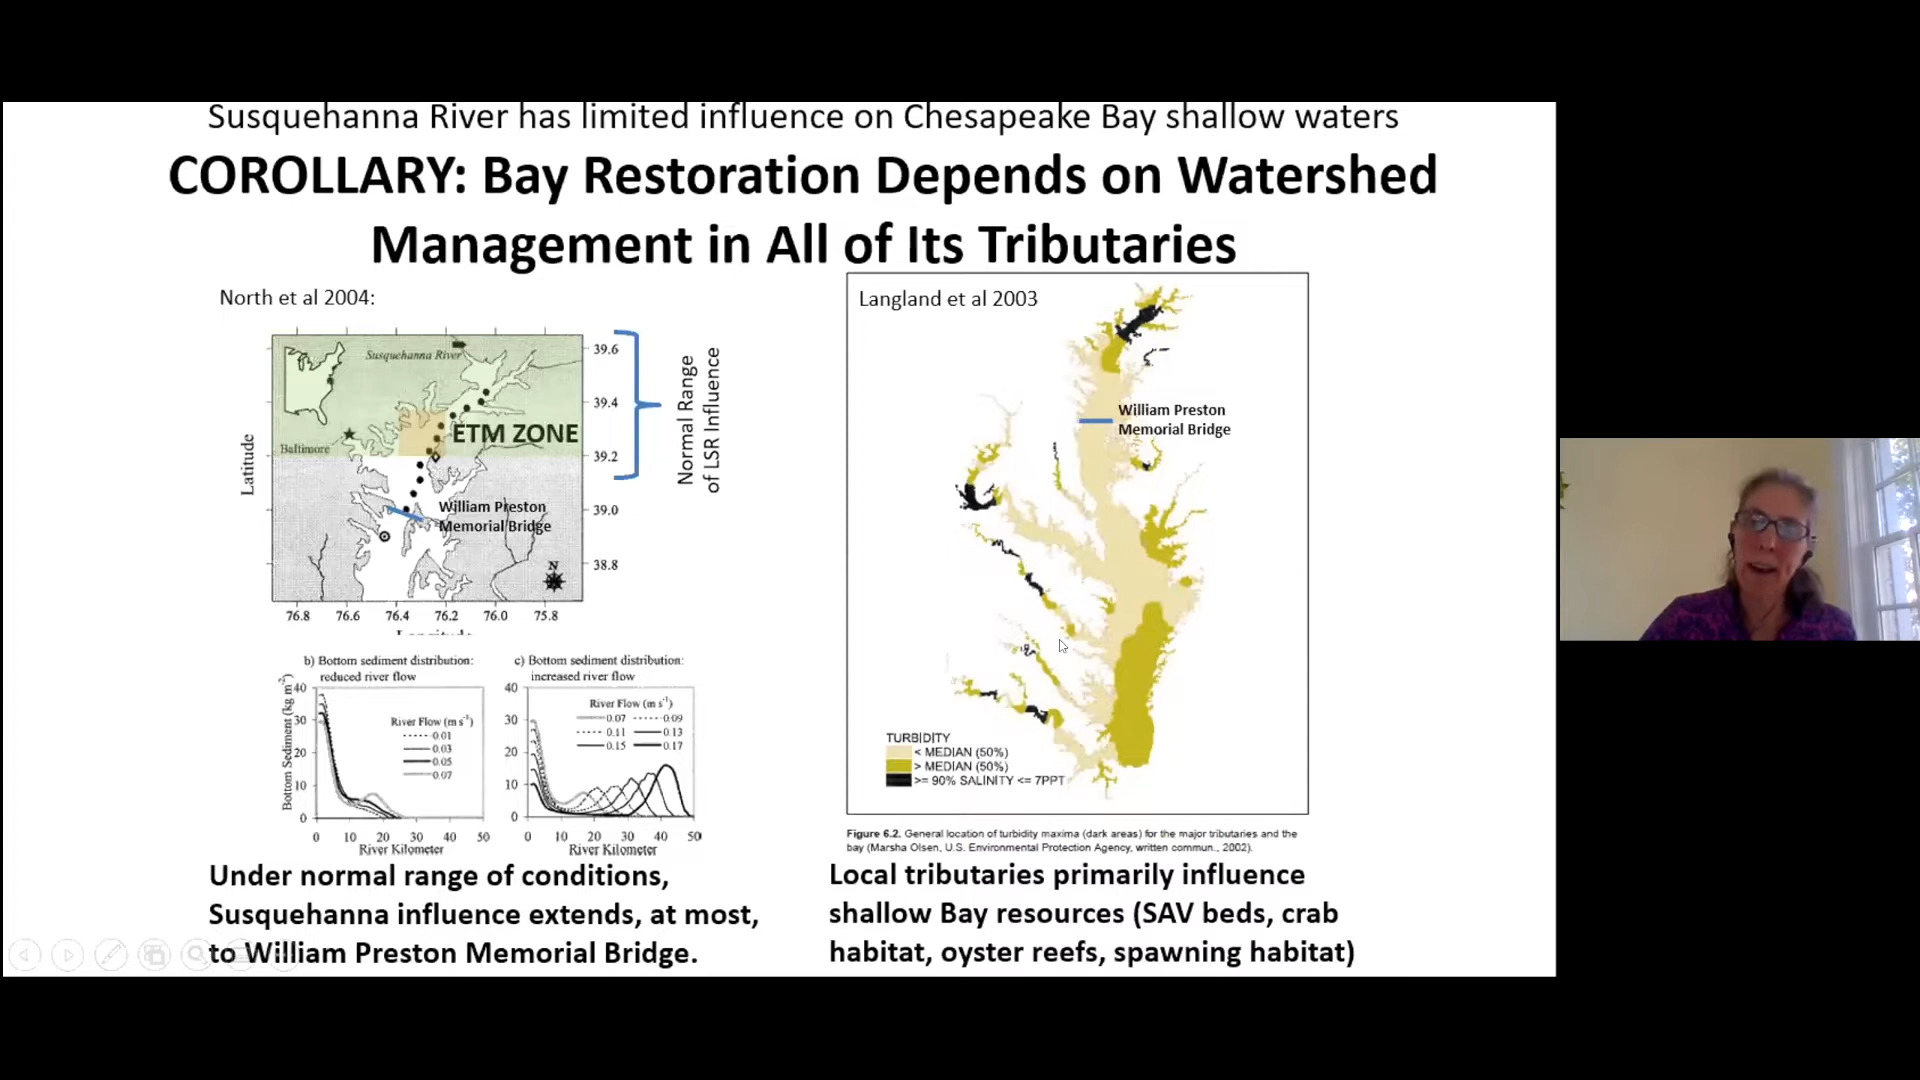 Susquehanna River has limited influence on Chesapeake Bay shallow waters
COROLLARY: Bay Restoration Depends on Watershed
Management in All of Its Tributaries
North et al 2004:
Susquehanna River
Baltimore
ETM ZONE
William Preston
Memorial Bridge
N
Latitude
39.6
39.4
39.2
39.0
38.8
76.8 76.6 76.4 76.2 76.0 75.8
Normal Range
of LSR Influence
b) Bottom sediment distribution:
reduced river flow
Bottom Sediment (kg m-2)
40
30
20
10
0
River Flow (m s-1)
0.01
0.03
0.05
0.07
0 10 20 30 40 50
River Kilometer
c) Bottom sediment distribution:
increased river flow
40
30
20
10
0
River Flow (m s-1)
0.07 0.09
0.11 0.13
0.15 0.17
0 10 20 30 40 50
River Kilometer
Under normal range of conditions,
Susquehanna influence extends, at most,
to William Preston Memorial Bridge.
Langland et al 2003
William Preston
Memorial Bridge
TURBIDITY
< MEDIAN (50%)
> MEDIAN (50%)
>= 90% SALINITY <= 7PPT
Figure 6.2. General location of turbidity maxima (dark areas) for the major tributaries and the
bay (Marsha Olsen, U.S. Environmental Protection Agency, written commun., 2002).
Local tributaries primarily influence
shallow Bay resources (SAV beds, crab
habitat, oyster reefs, spawning habitat)